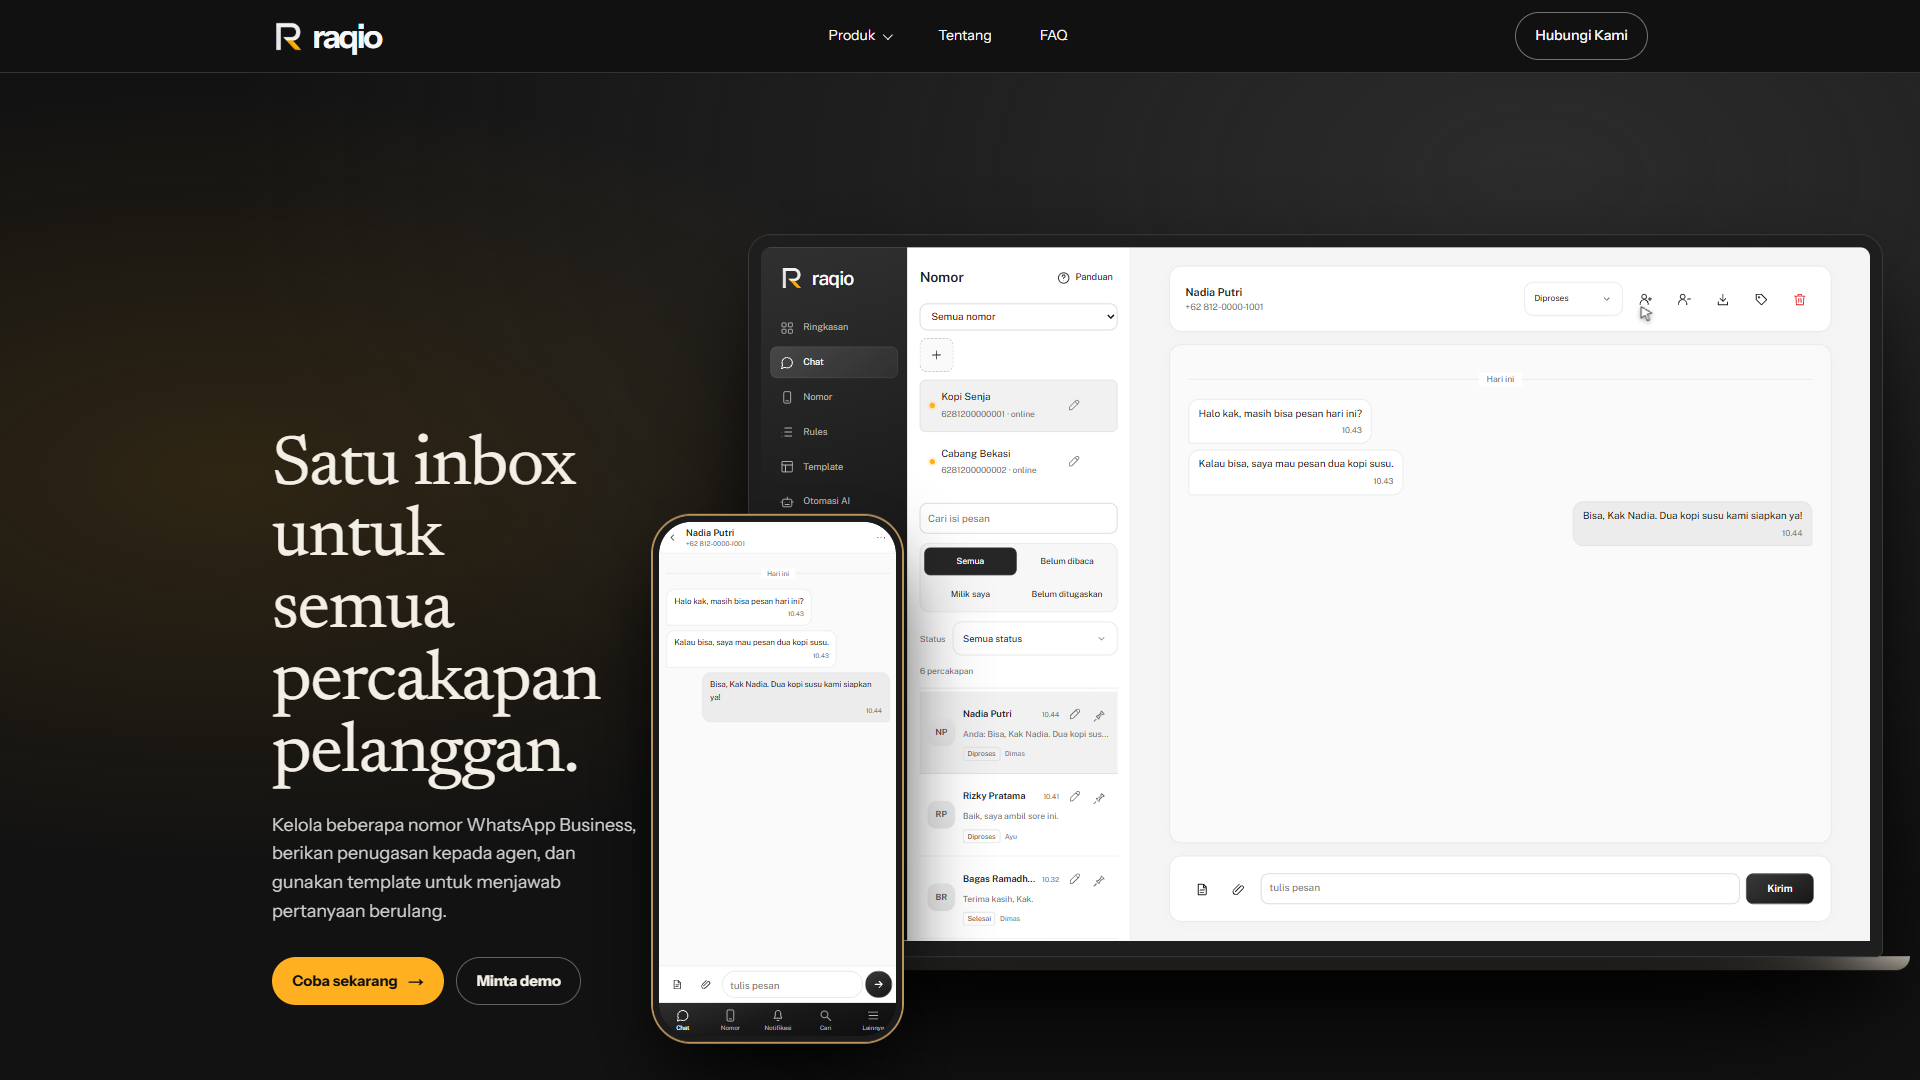 raqio
Produk
Tentang
FAQ
Hubungi Kami
Satu inbox
untuk
semua
percakapan
pelanggan.
Kelola beberapa nomor WhatsApp Business,
berikan penugasan kepada agen, dan
gunakan template untuk menjawab
pertanyaan berulang.
Coba sekarang →
Minta demo
raqio
Ringkasan
Chat
Nomor
Rules
Template
Otomasi AI
Nomor
Panduan
Semua nomor
+
Kopi Senja
6281200000001 · online
Cabang Bekasi
6281200000002 · online
Cari isi pesan
Semua
Belum dibaca
Milik saya
Belum ditugaskan
Status
Semua status
6 percakapan
NP
Nadia Putri
10.44
Anda: Bisa, Kak Nadia. Dua kopi sus...
Diproses
Dimas
RP
Rizky Pratama
10.41
Baik, saya ambil sore ini.
Diproses
Ayu
BR
Bagas Ramadh...
10.32
Terima kasih, Kak.
Selesai
Dimas
Nadia Putri
+62 812-0000-1001
Diproses
Hari ini
Halo kak, masih bisa pesan hari ini?
10.43
Kalau bisa, saya mau pesan dua kopi susu.
10.43
Bisa, Kak Nadia. Dua kopi susu kami siapkan ya!
10.44
tulis pesan
Kirim
Nadia Putri
+62 812-0000-1001
Hari ini
Halo kak, masih bisa pesan hari ini?
10.43
Kalau bisa, saya mau pesan dua kopi susu.
10.43
Bisa, Kak Nadia. Dua kopi susu kami siapkan
ya!
10.44
tulis pesan
Chat
Nomor
Notifikasi
Cari
Lainnya